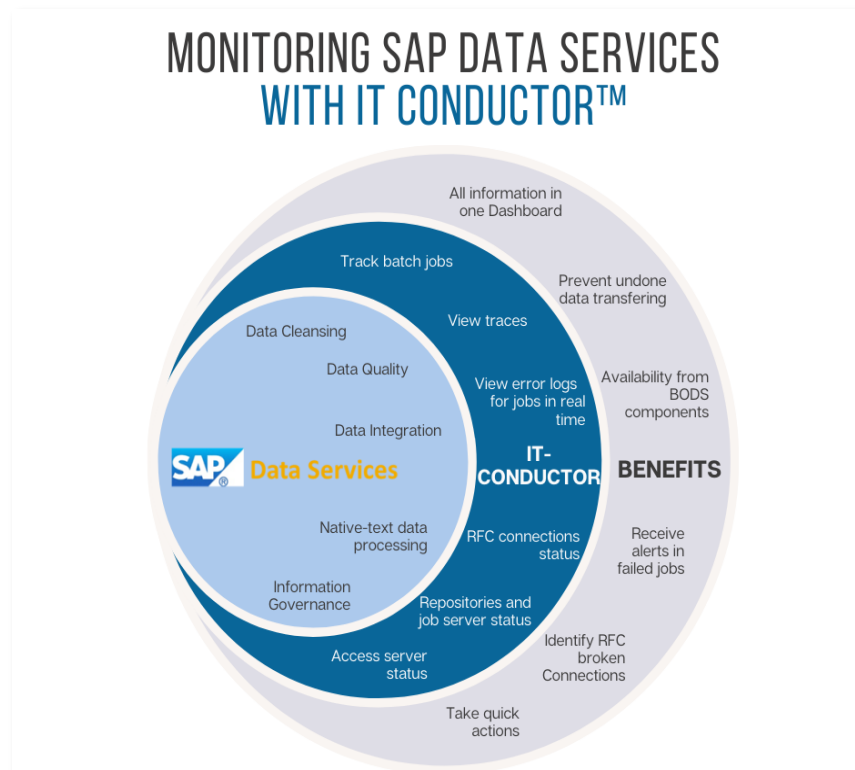 MONITORING SAP DATA SERVICES
WITH IT CONDUCTOR™
All information in
one Dashboard
Track batch jobs
Prevent undone
data transfering
View traces
Data Cleansing
Data Quality
View error logs
for jobs in real
time
Availability from
BODS
components
Data Integration
SAP® Data Services
IT-
CONDUCTOR
BENEFITS
Native-text data
processing
RFC connections
status
Receive
alerts in
failed jobs
Information
Governance
Repositories and
job server status
Identify RFC
broken
Connections
Access server
status
Take quick
actions